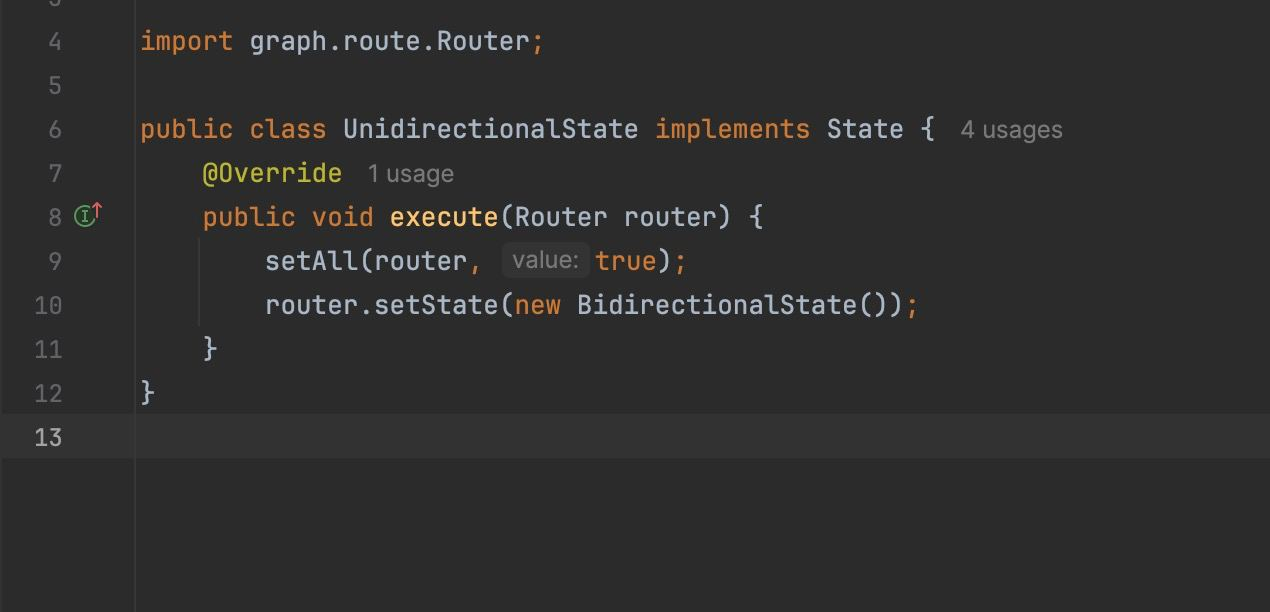 4 import graph.route.Router;
5
6 public class UnidirectionalState implements State { 4 usages
7 @Override 1 usage
8 public void execute(Router router) {
9 setAll(router, value: true);
10 router.setState(new BidirectionalState());
11 }
12 }
13